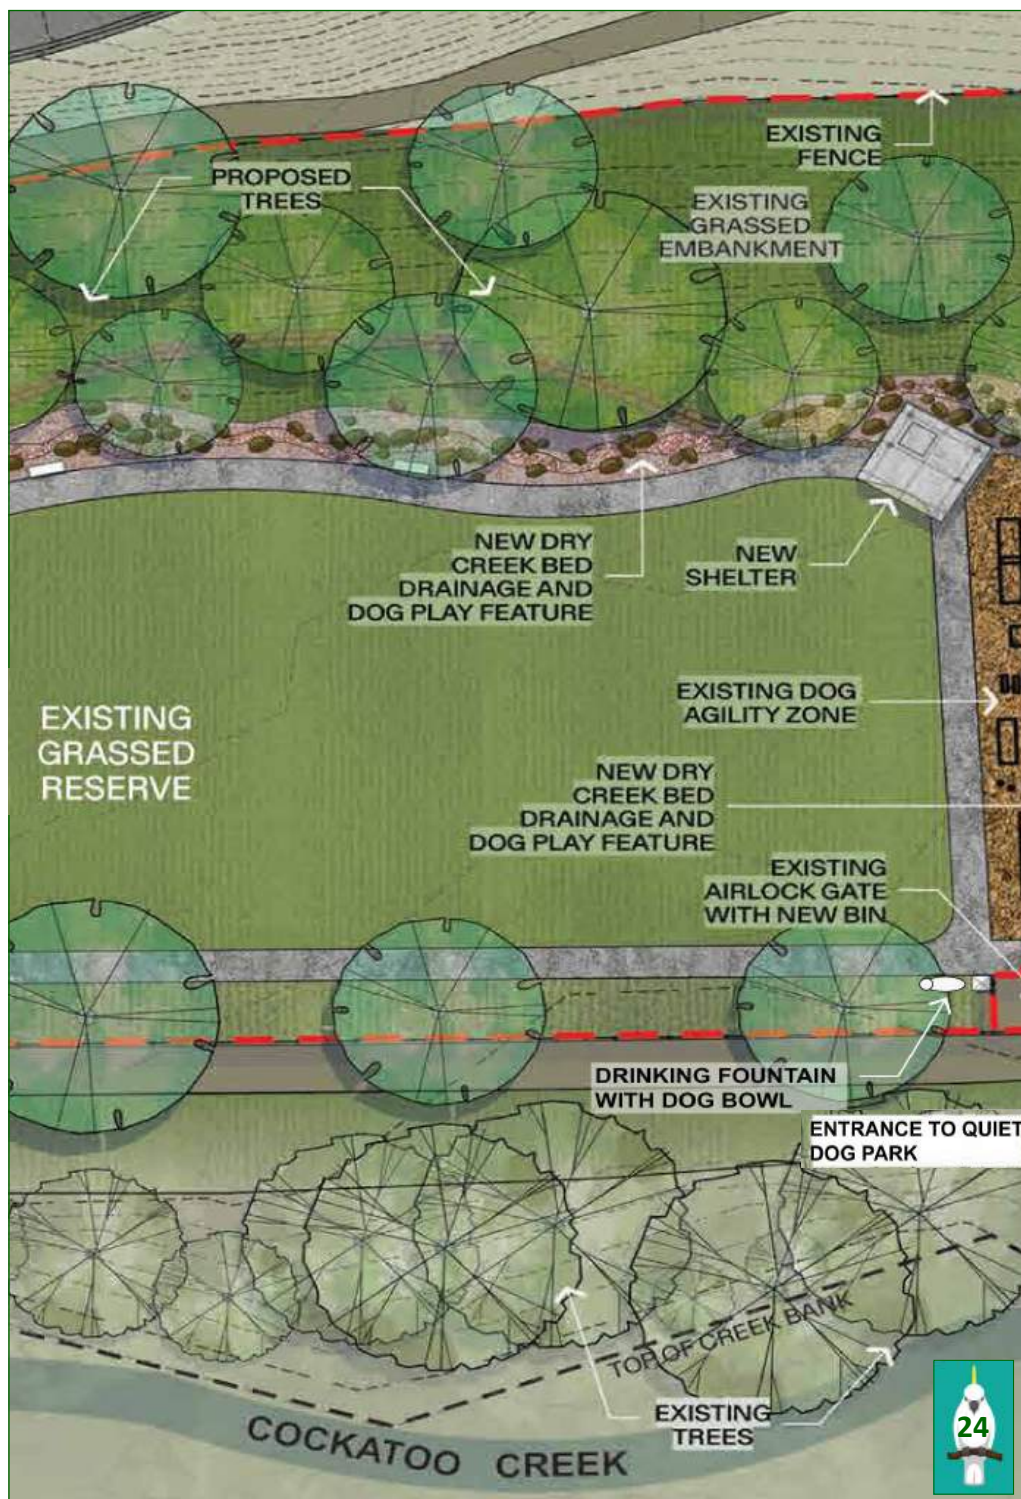 EXISTING
FENCE
PROPOSED
TREES
EXISTING
GRASSED
EMBANKMENT
NEW DRY
CREEK BED
DRAINAGE AND
DOG PLAY FEATURE
NEW
SHELTER
EXISTING DOG
AGILITY ZONE
EXISTING
GRASSED
RESERVE
NEW DRY
CREEK BED
DRAINAGE AND
DOG PLAY FEATURE
EXISTING
AIRLOCK GATE
WITH NEW BIN
DRINKING FOUNTAIN
WITH DOG BOWL
ENTRANCE TO QUIET
DOG PARK
TOP OF CREEK BANK
EXISTING
TREES
COCKATOO CREEK
24